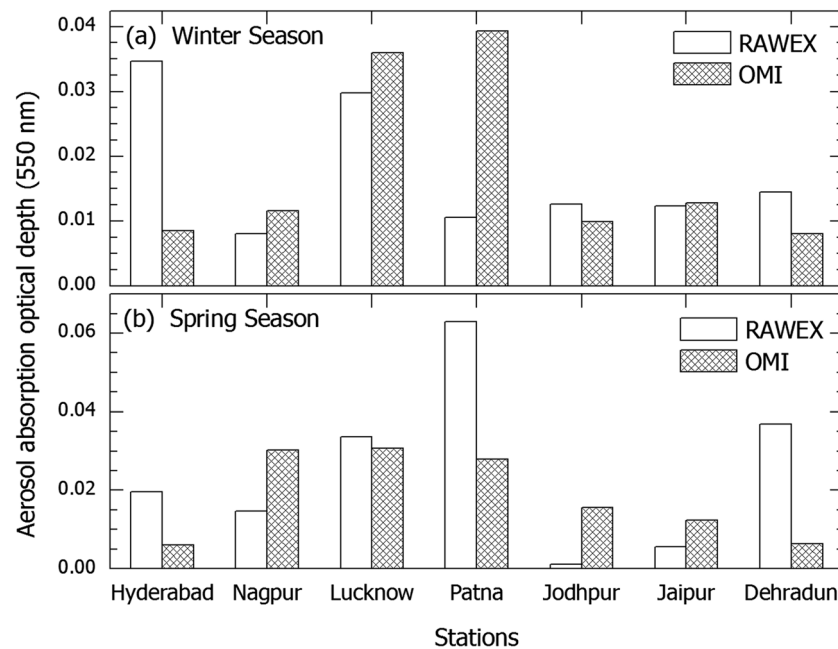 (a) Winter Season
RAWEX
OMI
0.04
0.03
0.02
0.01
0.00
Aerosol absorption optical depth (550 nm)
(b) Spring Season
RAWEX
OMI
0.06
0.04
0.02
0.00
Hyderabad Nagpur Lucknow Patna Jodhpur Jaipur Dehradun
Stations